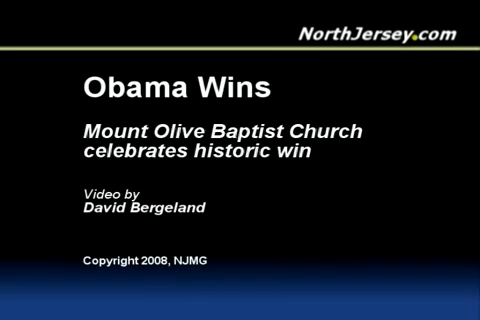 NorthJersey.com
Obama Wins
Mount Olive Baptist Church
celebrates historic win
Video by
David Bergeland
Copyright 2008, NJMG